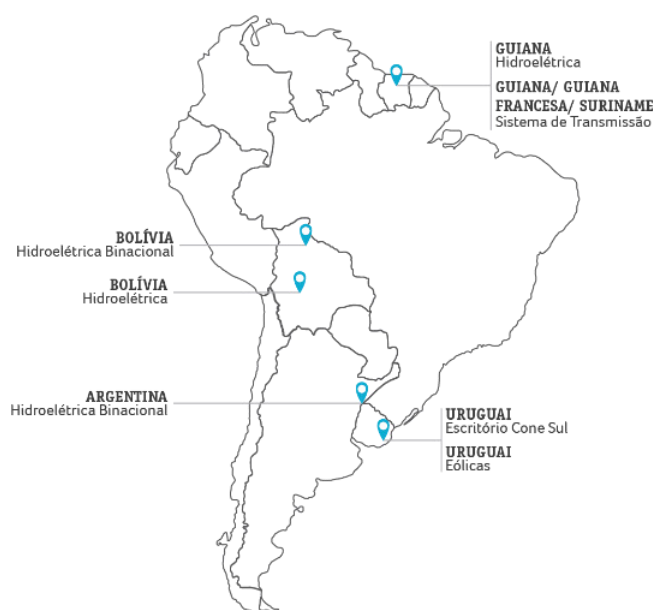 GUIANA
Hidroelétrica
GUIANA/ GUIANA
FRANCESA/ SURINAME
Sistema de Transmissão
BOLÍVIA
Hidroelétrica Binacional
BOLÍVIA
Hidroelétrica
ARGENTINA
Hidroelétrica Binacional
URUGUAI
Escritório Cone Sul
URUGUAI
Eólicas